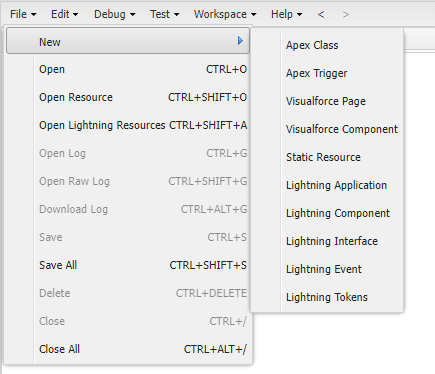 File Edit Debug Test Workspace Help < >
New
Open CTRL+O
Open Resource CTRL+SHIFT+O
Open Lightning Resources CTRL+SHIFT+A
Open Log CTRL+G
Open Raw Log CTRL+SHIFT+G
Download Log CTRL+ALT+G
Save CTRL+S
Save All CTRL+SHIFT+S
Delete CTRL+DELETE
Close CTRL+/
Close All CTRL+ALT+/
Apex Class
Apex Trigger
Visualforce Page
Visualforce Component
Static Resource
Lightning Application
Lightning Component
Lightning Interface
Lightning Event
Lightning Tokens